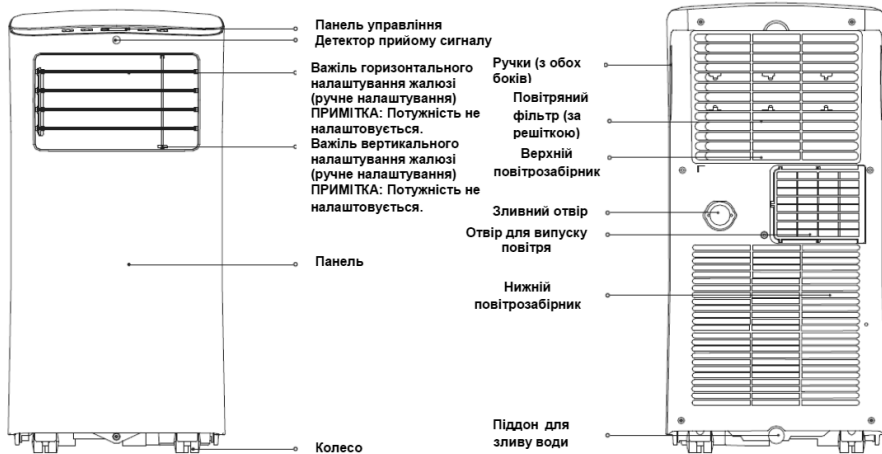 Панель управління
Детектор прийому сигналу
Важіль горизонтального
налаштування жалюзі
(ручне налаштування)
ПРИМІТКА: Потужність не
налаштовується.
Важіль вертикального
налаштування жалюзі
(ручне налаштування)
ПРИМІТКА: Потужність не
налаштовується.
Панель
Колесо
Ручки (з обох
боків)
Повітряний
фільтр (за
решіткою)
Верхній
повітрозабірник
Зливний отвір
Отвір для випуску
повітря
Нижній
повітрозабірник
Піддон для
зливу води